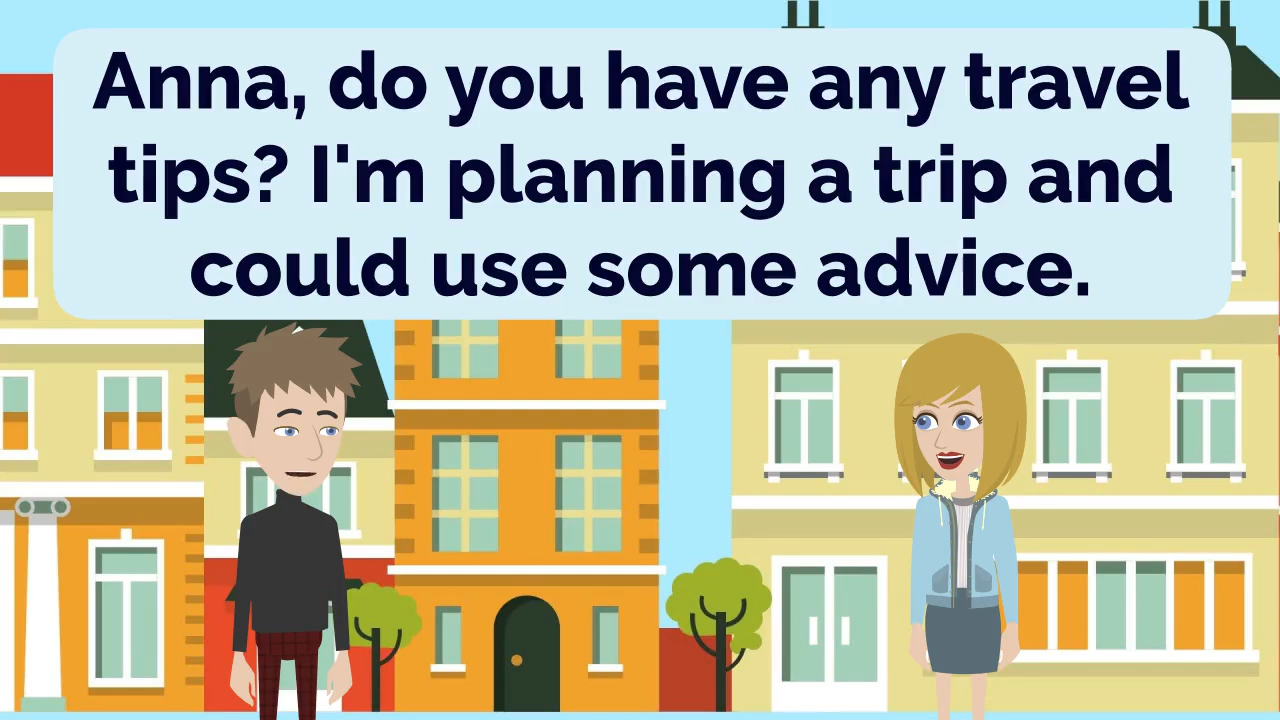 Anna, do you have any travel
tips? I'm planning a trip and
could use some advice.